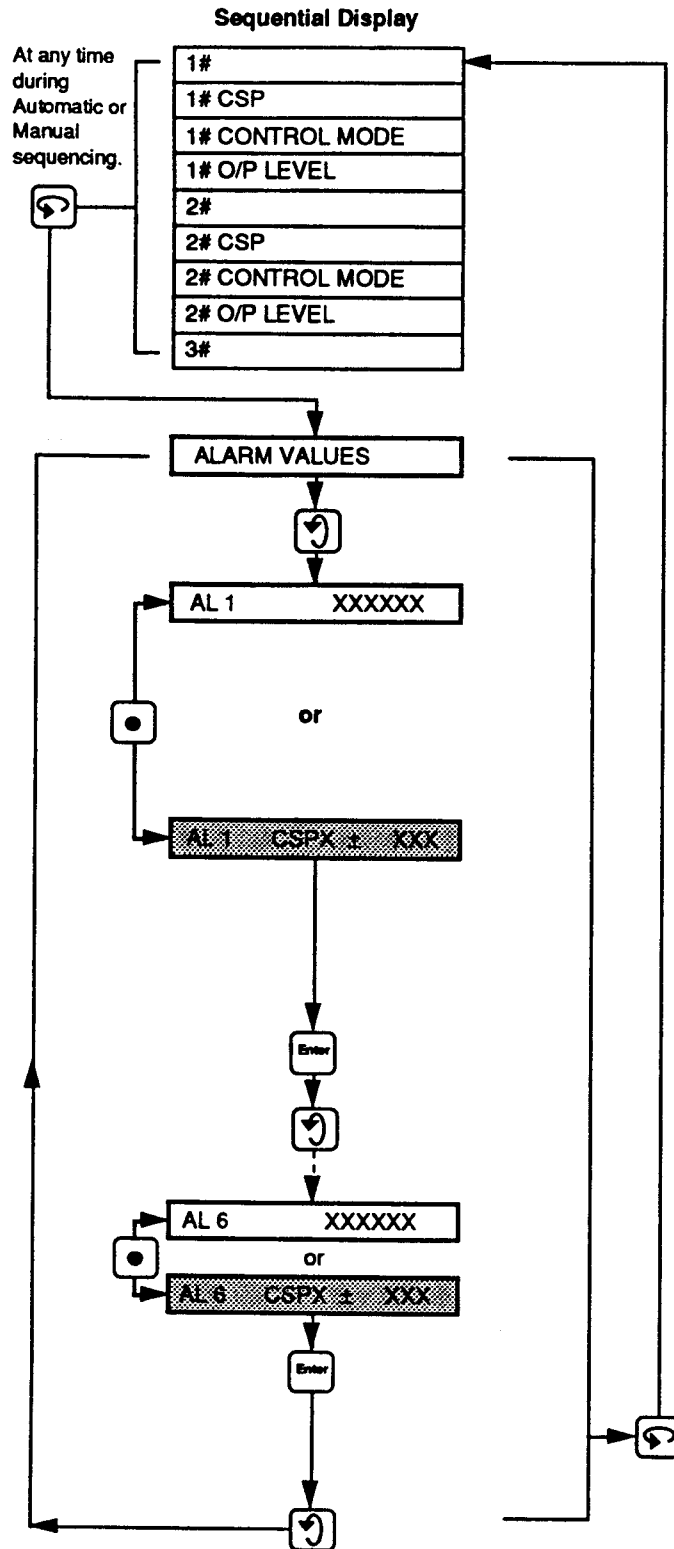 Sequential Display
At any time
during
Automatic or
Manual
sequencing.
1#
1# CSP
1# CONTROL MODE
1# O/P LEVEL
2#
2# CSP
2# CONTROL MODE
2# O/P LEVEL
3#
ALARM VALUES
AL 1 XXXXXX
or
AL 1 CSPX ± XXX
Enter
AL 6 XXXXXX
or
AL 6 CSPX ± XXX
Enter